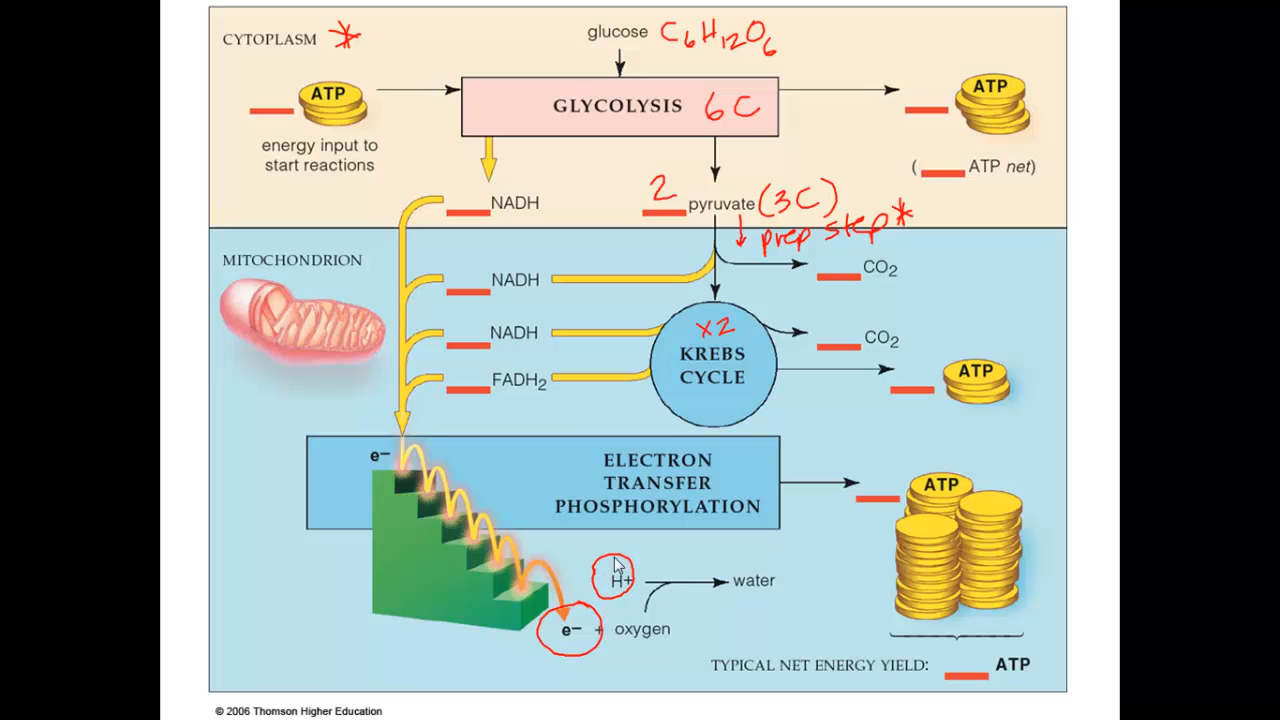 CYTOPLASM *
glucose C6H12O6
ATP
GLYCOLYSIS 6C
ATP
energy input to
start reactions
( ATP net)
NADH
2 pyruvate (3C)
prep step*
MITOCHONDRION
NADH
CO2
NADH
x2
KREBS
CYCLE
CO2
FADH2
ATP
e−
ELECTRON
TRANSFER
PHOSPHORYLATION
ATP
H+
water
e− + oxygen
TYPICAL NET ENERGY YIELD: ATP
© 2006 Thomson Higher Education